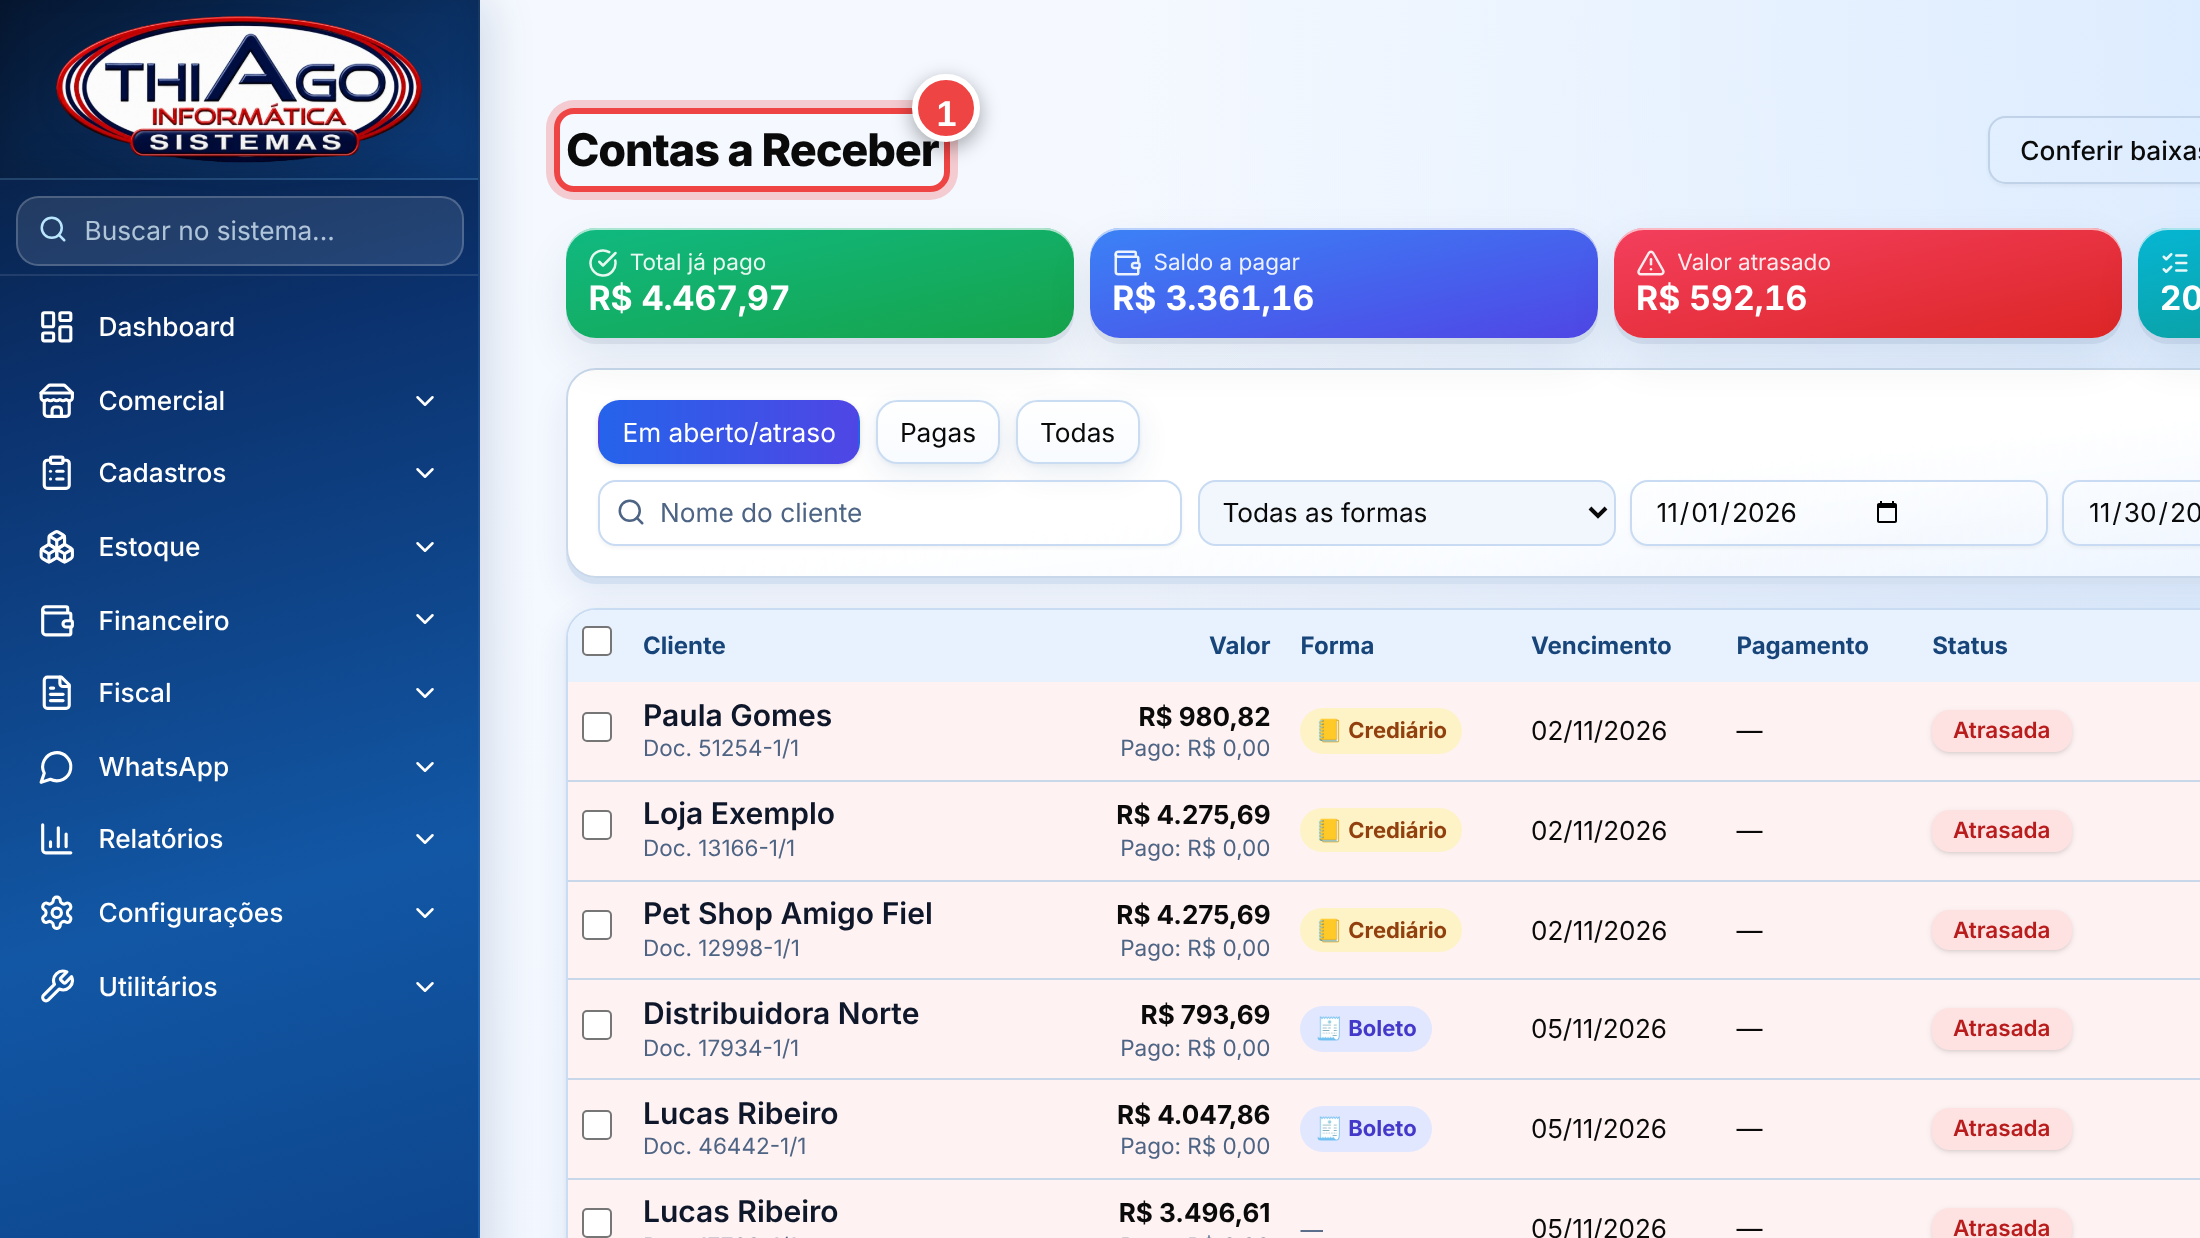 THIAGO
INFORMÁTICA
SISTEMAS
Buscar no sistema...
Dashboard
Comercial
Cadastros
Estoque
Financeiro
Fiscal
WhatsApp
Relatórios
Configurações
Utilitários
Contas a Receber
1
Conferir baixas
Total já pago
R$ 4.467,97
Saldo a pagar
R$ 3.361,16
Valor atrasado
R$ 592,16
20
Em aberto/atraso
Pagas
Todas
Nome do cliente
Todas as formas
11/01/2026
11/30/20
Cliente Valor Forma Vencimento Pagamento Status
Paula Gomes R$ 980,82 Crediário 02/11/2026 — Atrasada
Doc. 51254-1/1 Pago: R$ 0,00
Loja Exemplo R$ 4.275,69 Crediário 02/11/2026 — Atrasada
Doc. 13166-1/1 Pago: R$ 0,00
Pet Shop Amigo Fiel R$ 4.275,69 Crediário 02/11/2026 — Atrasada
Doc. 12998-1/1 Pago: R$ 0,00
Distribuidora Norte R$ 793,69 Boleto 05/11/2026 — Atrasada
Doc. 17934-1/1 Pago: R$ 0,00
Lucas Ribeiro R$ 4.047,86 Boleto 05/11/2026 — Atrasada
Doc. 46442-1/1 Pago: R$ 0,00
Lucas Ribeiro R$ 3.496,61 — 05/11/2026 — Atrasada